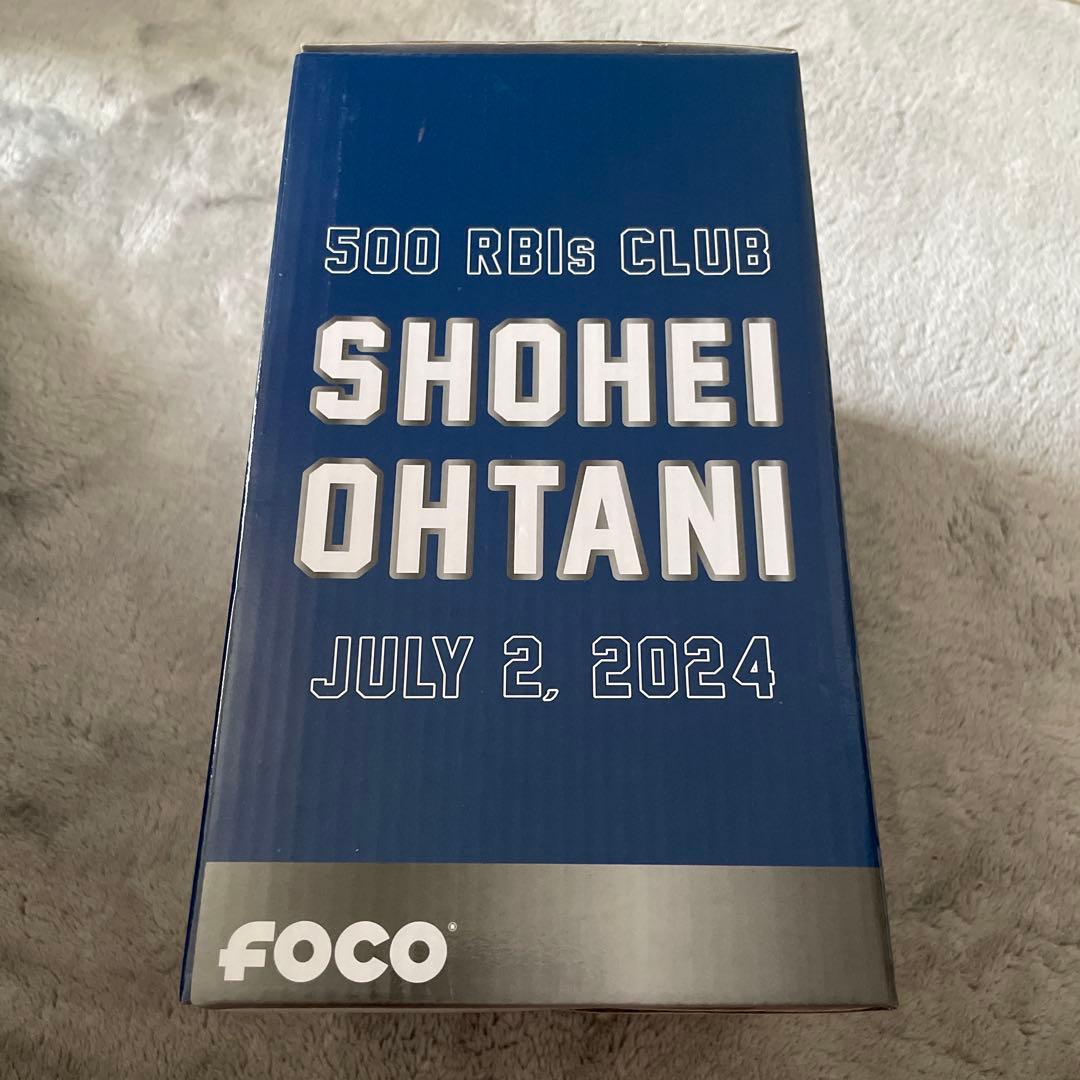 500 RBIs CLUB
SHOHEI
OHTANI
JULY 2, 2024
FOCO®